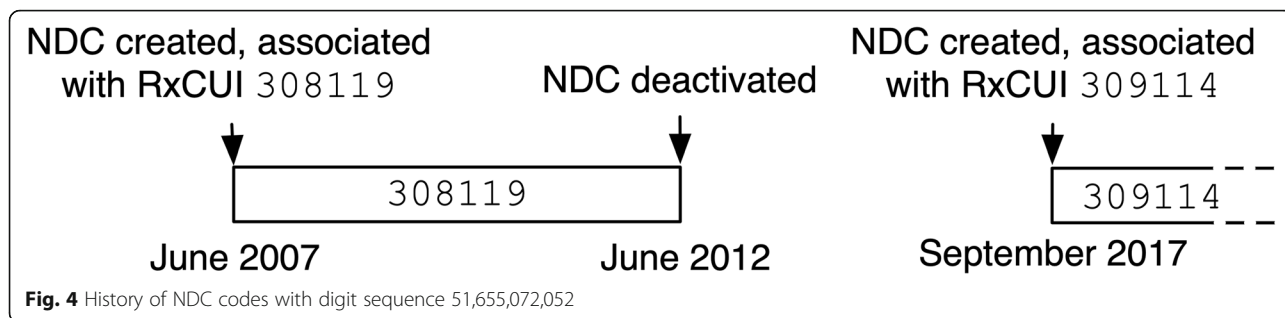 NDC created, associated
with RxCUI 308119
NDC deactivated
NDC created, associated
with RxCUI 309114
308119
309114
June 2007
June 2012
September 2017
Fig. 4 History of NDC codes with digit sequence 51,655,072,052